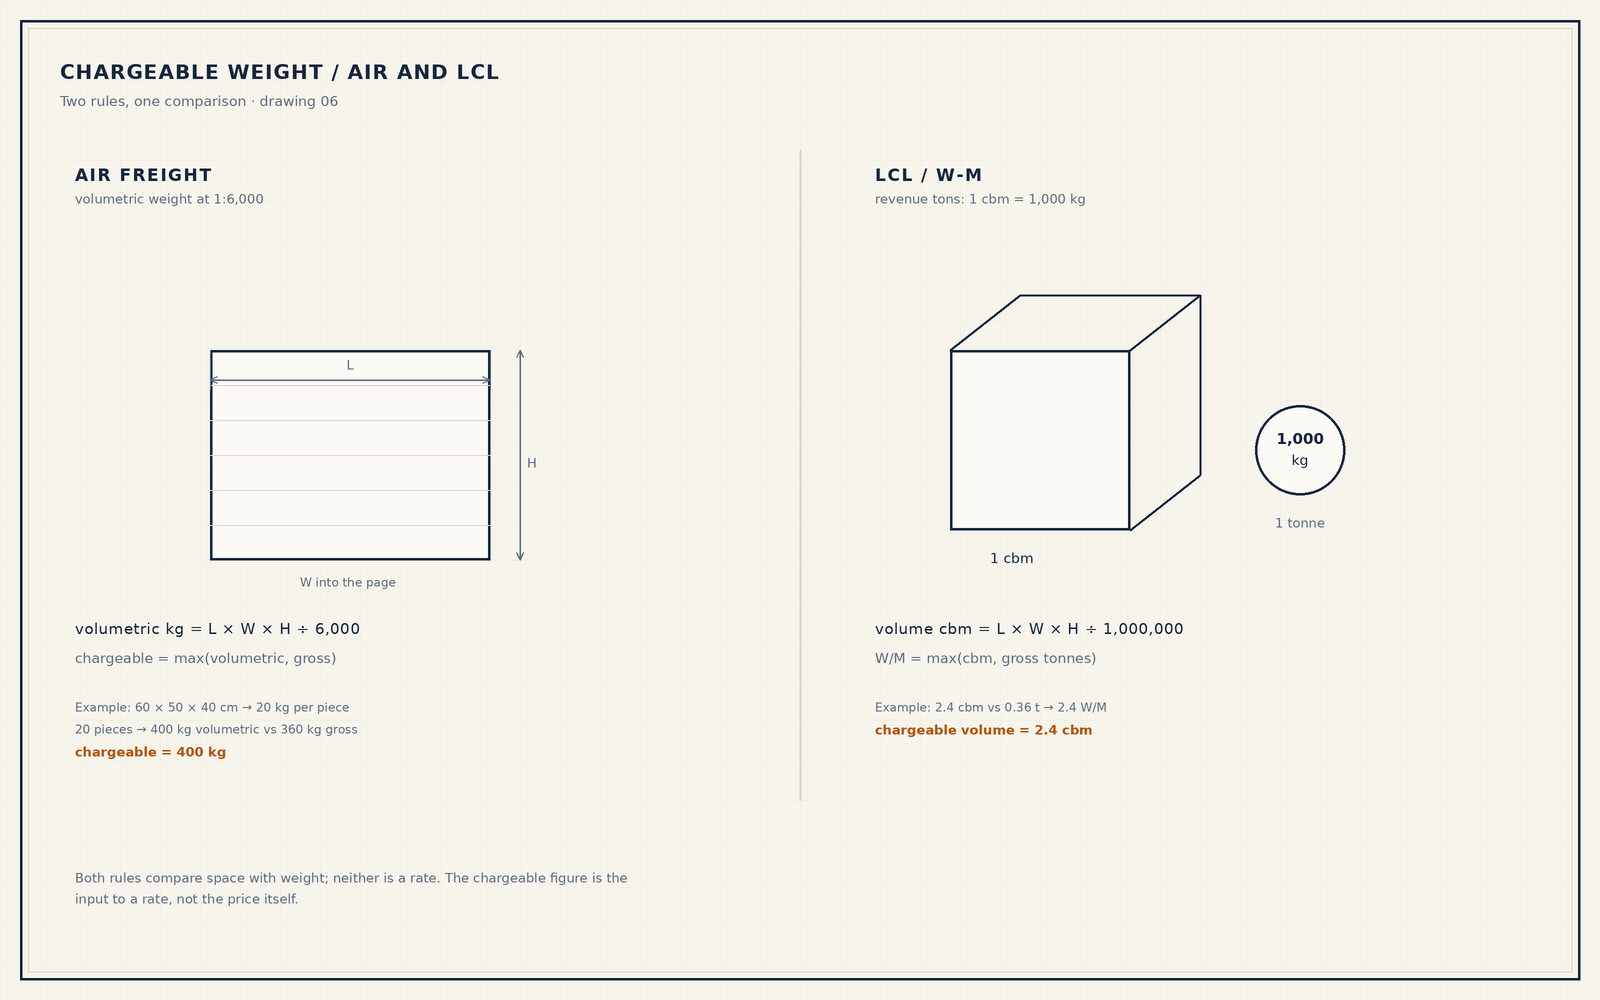 CHARGEABLE WEIGHT / AIR AND LCL
Two rules, one comparison · drawing 06
AIR FREIGHT
volumetric weight at 1:6,000
L
H
W into the page
volumetric kg = L × W × H ÷ 6,000
chargeable = max(volumetric, gross)
Example: 60 × 50 × 40 cm → 20 kg per piece
20 pieces → 400 kg volumetric vs 360 kg gross
chargeable = 400 kg
LCL / W-M
revenue tons: 1 cbm = 1,000 kg
1,000
kg
1 tonne
1 cbm
volume cbm = L × W × H ÷ 1,000,000
W/M = max(cbm, gross tonnes)
Example: 2.4 cbm vs 0.36 t → 2.4 W/M
chargeable volume = 2.4 cbm
Both rules compare space with weight; neither is a rate. The chargeable figure is the
input to a rate, not the price itself.